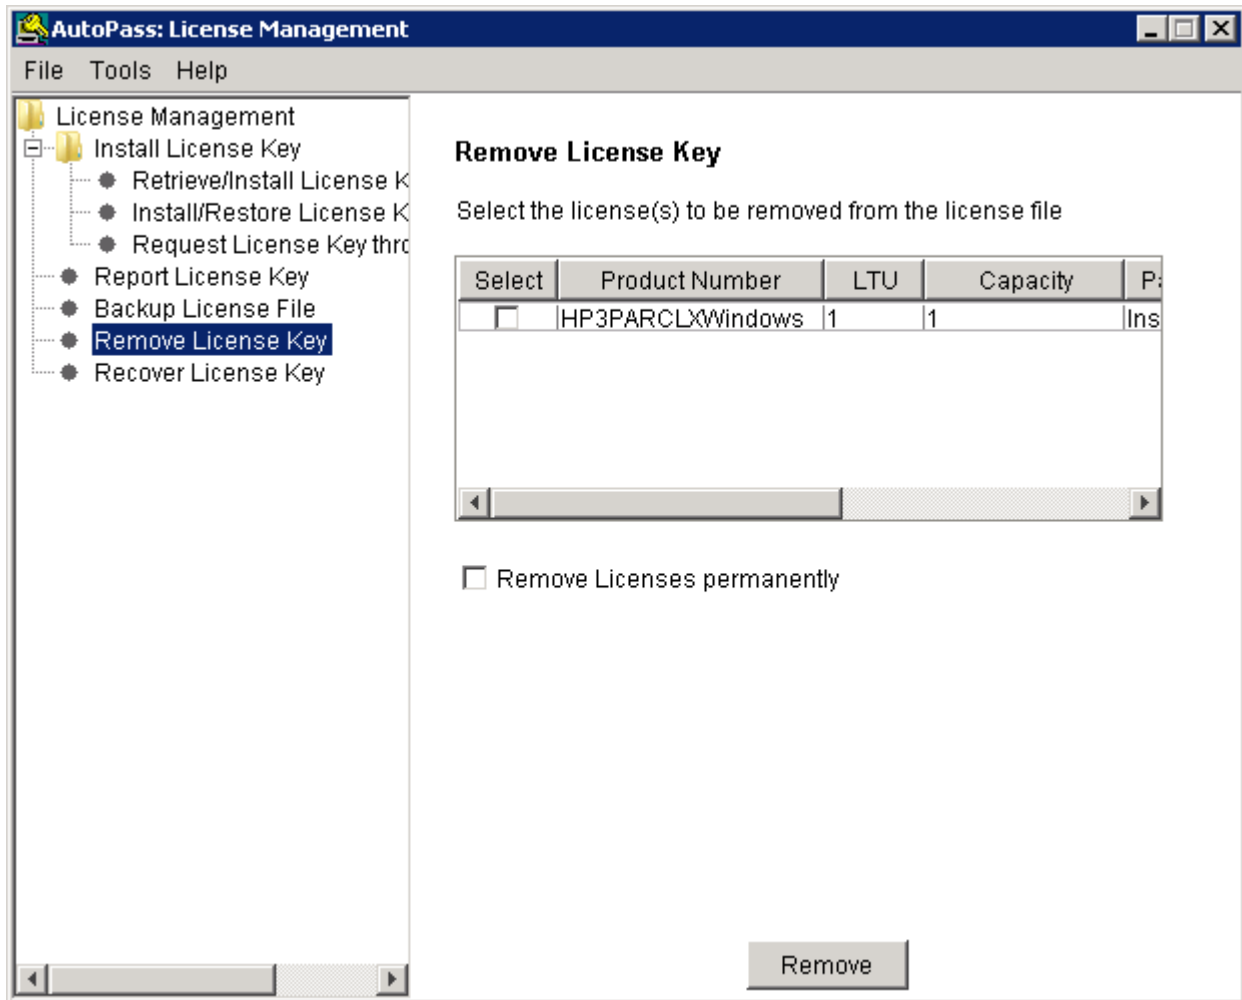 AutoPass: License Management
File Tools Help
License Management
Install License Key
Retrieve/Install License K
Install/Restore License K
Request License Key thro
Report License Key
Backup License File
Remove License Key
Recover License Key
Remove License Key
Select the license(s) to be removed from the license file
Select Product Number LTU Capacity Pa
HP3PARCLXWindows 1 1 Ins
Remove Licenses permanently
Remove